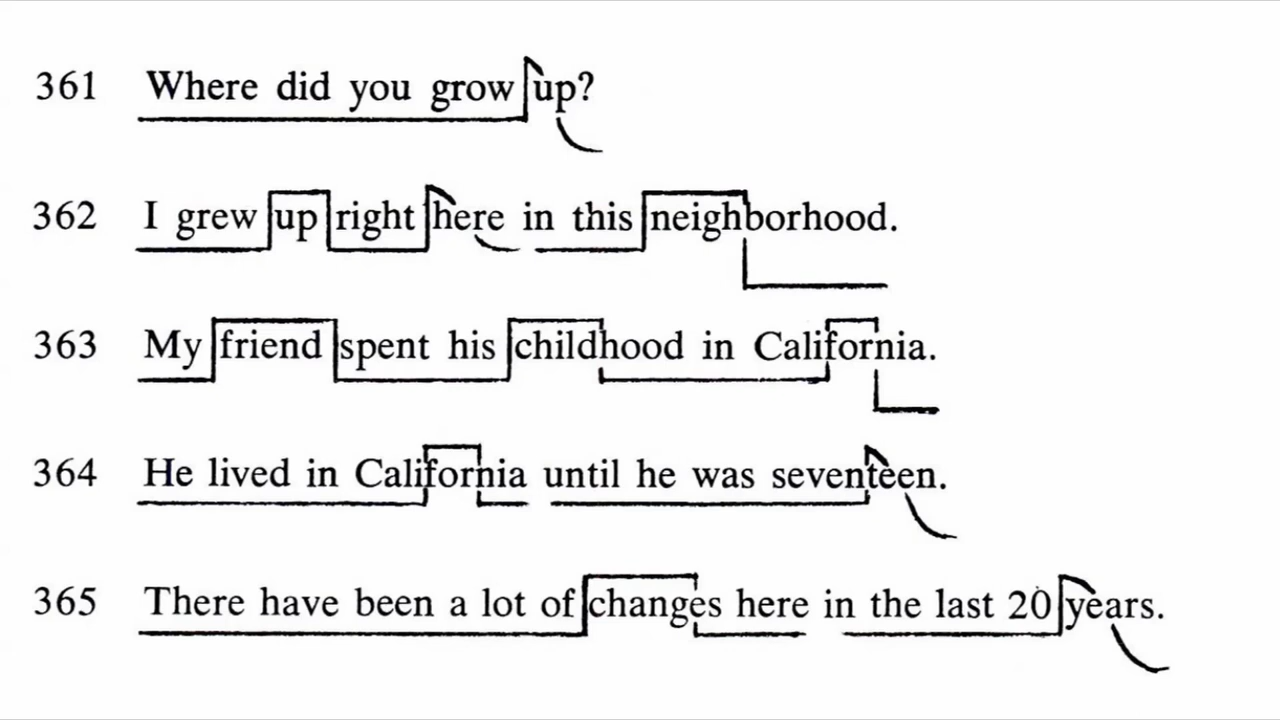 361 Where did you grow up?
362 I grew up right here in this neighborhood.
363 My friend spent his childhood in California.
364 He lived in California until he was seventeen.
365 There have been a lot of changes here in the last 20 years.